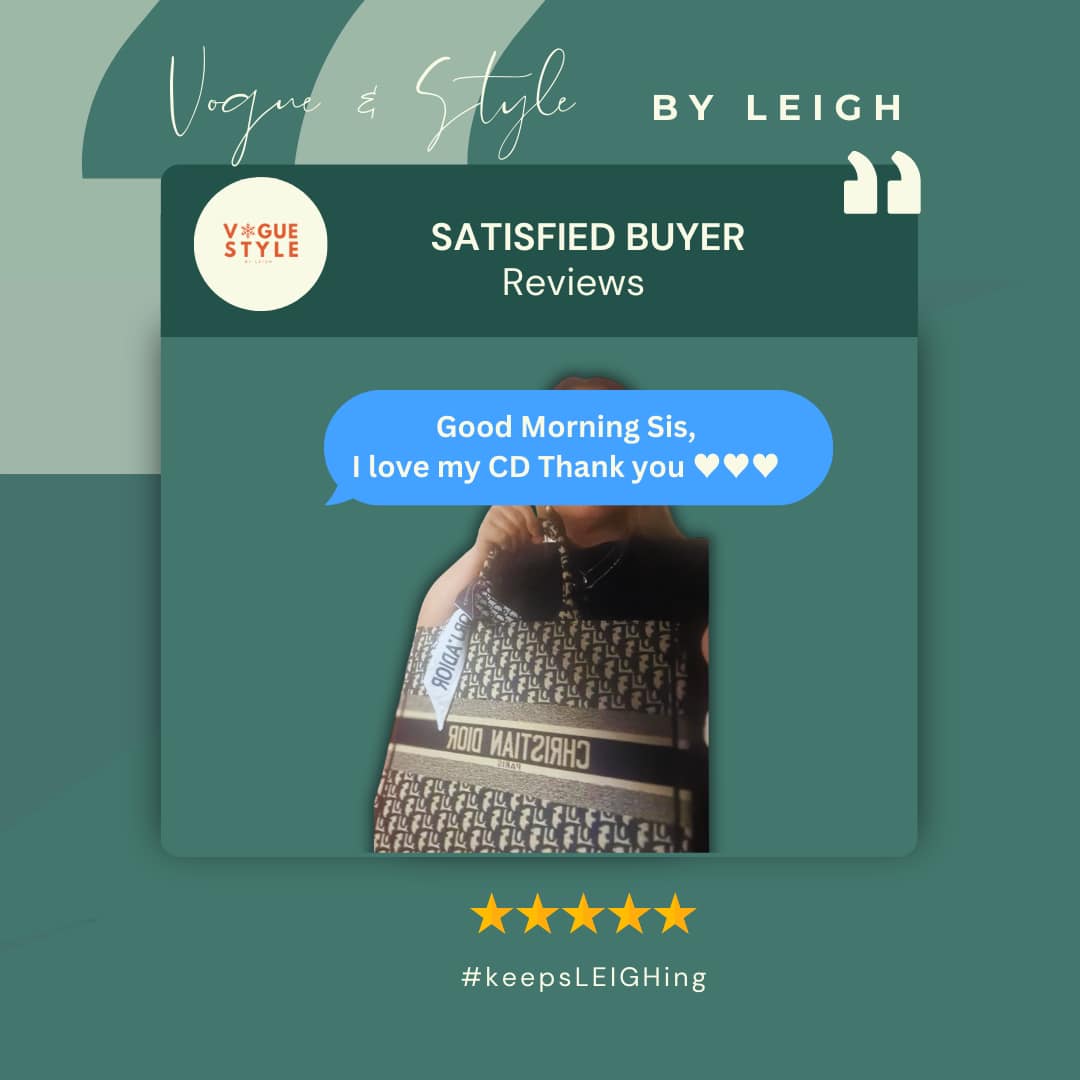 Vogue & Style BY LEIGH
V❄GUE
STYLE
BY LEIGH
SATISFIED BUYER
Reviews
Good Morning Sis,
I love my CD Thank you ♥♥♥
J'ADIOR
CHRISTIAN DIOR
PARIS
#keepsLEIGHing